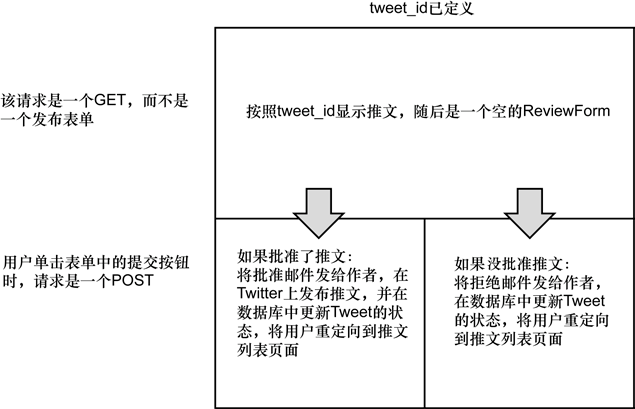 tweet_id已定义
该请求是一个GET，而不是
一个发布表单
按照tweet_id显示推文，随后是一个空的ReviewForm
用户单击表单中的提交按钮
时，请求是一个POST
如果批准了推文：
将批准邮件发给作者，在
Twitter上发布推文，并在
数据库中更新Tweet的状
态，将用户重定向到推文
列表页面
如果没批准推文：
将拒绝邮件发给作者，
在数据库中更新Tweet
的状态，将用户重定向
到推文列表页面